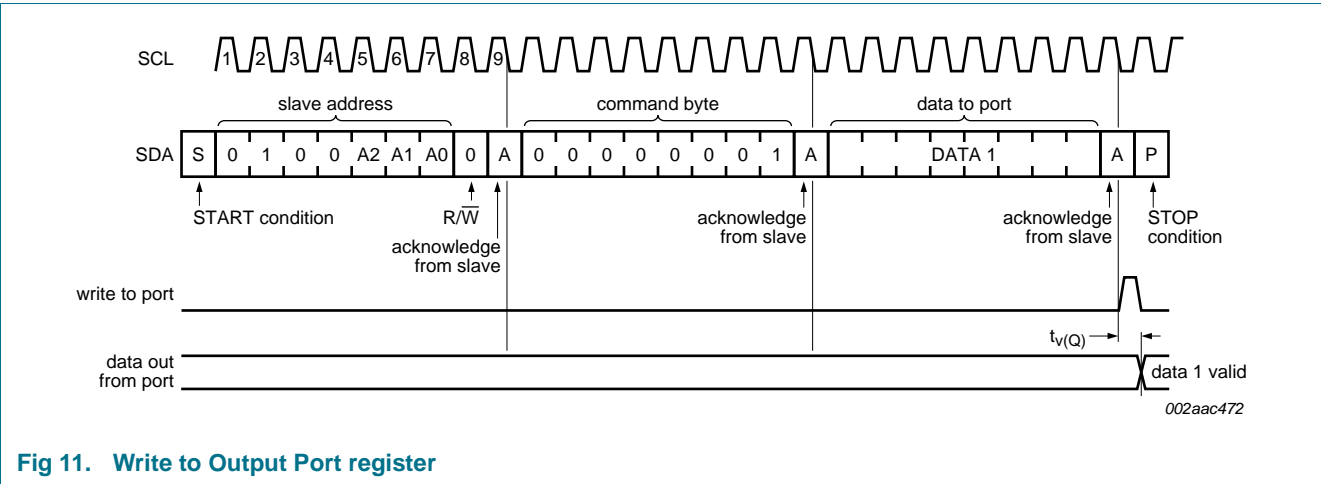 SCL 1 2 3 4 5 6 7 8 9
slave address command byte data to port
SDA S 0 1 0 0 A2 A1 A0 0 A 0 0 0 0 0 0 0 1 A DATA 1 A P
START condition R/W̅ acknowledge from slave acknowledge from slave acknowledge from slave STOP condition
write to port
tv(Q)
data out from port data 1 valid
002aac472
Fig 11. Write to Output Port register